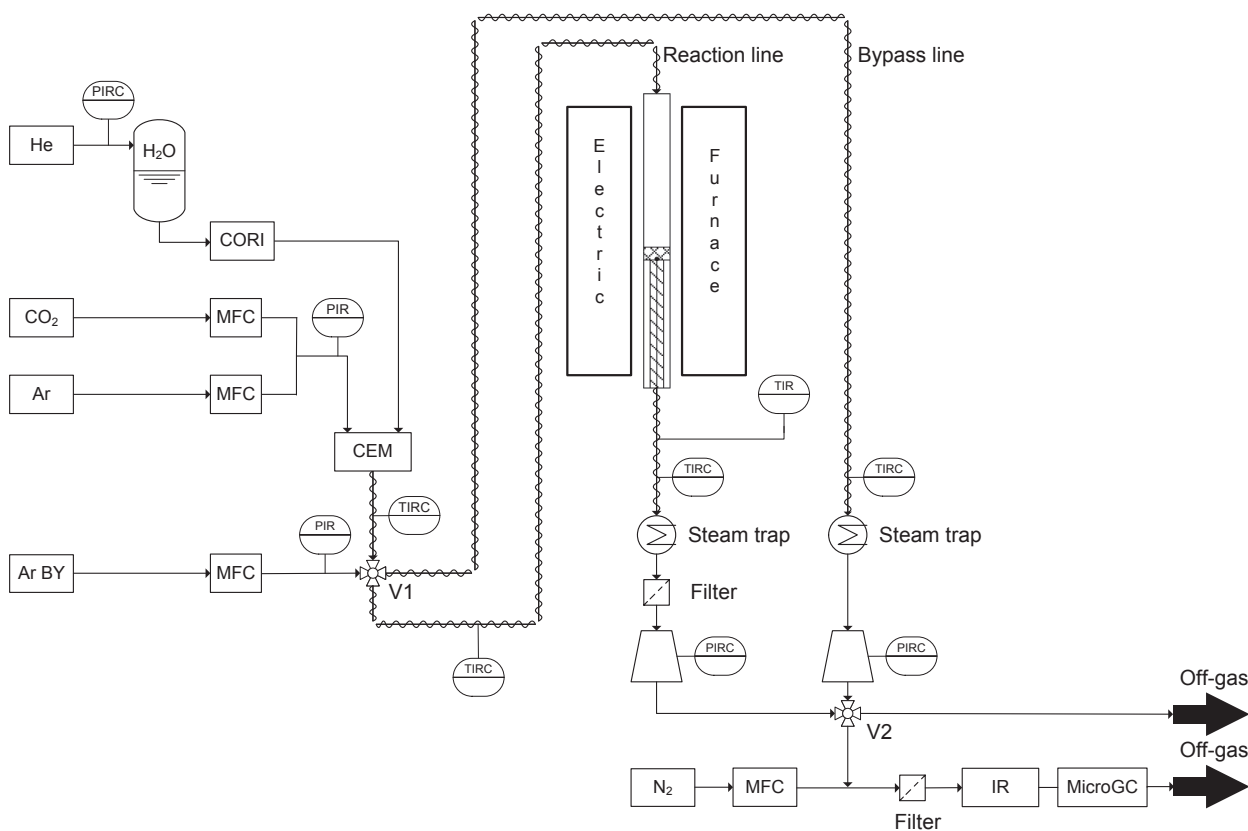 Reaction line
Bypass line
PIRC
He
H₂O
Electric
Furnace
CORI
CO₂
MFC
PIR
Ar
MFC
TIR
CEM
TIRC
TIRC
TIRC
PIR
Steam trap
Steam trap
Ar BY
MFC
V1
Filter
TIRC
PIRC
PIRC
Off-gas
V2
Off-gas
N₂
MFC
IR
MicroGC
Filter